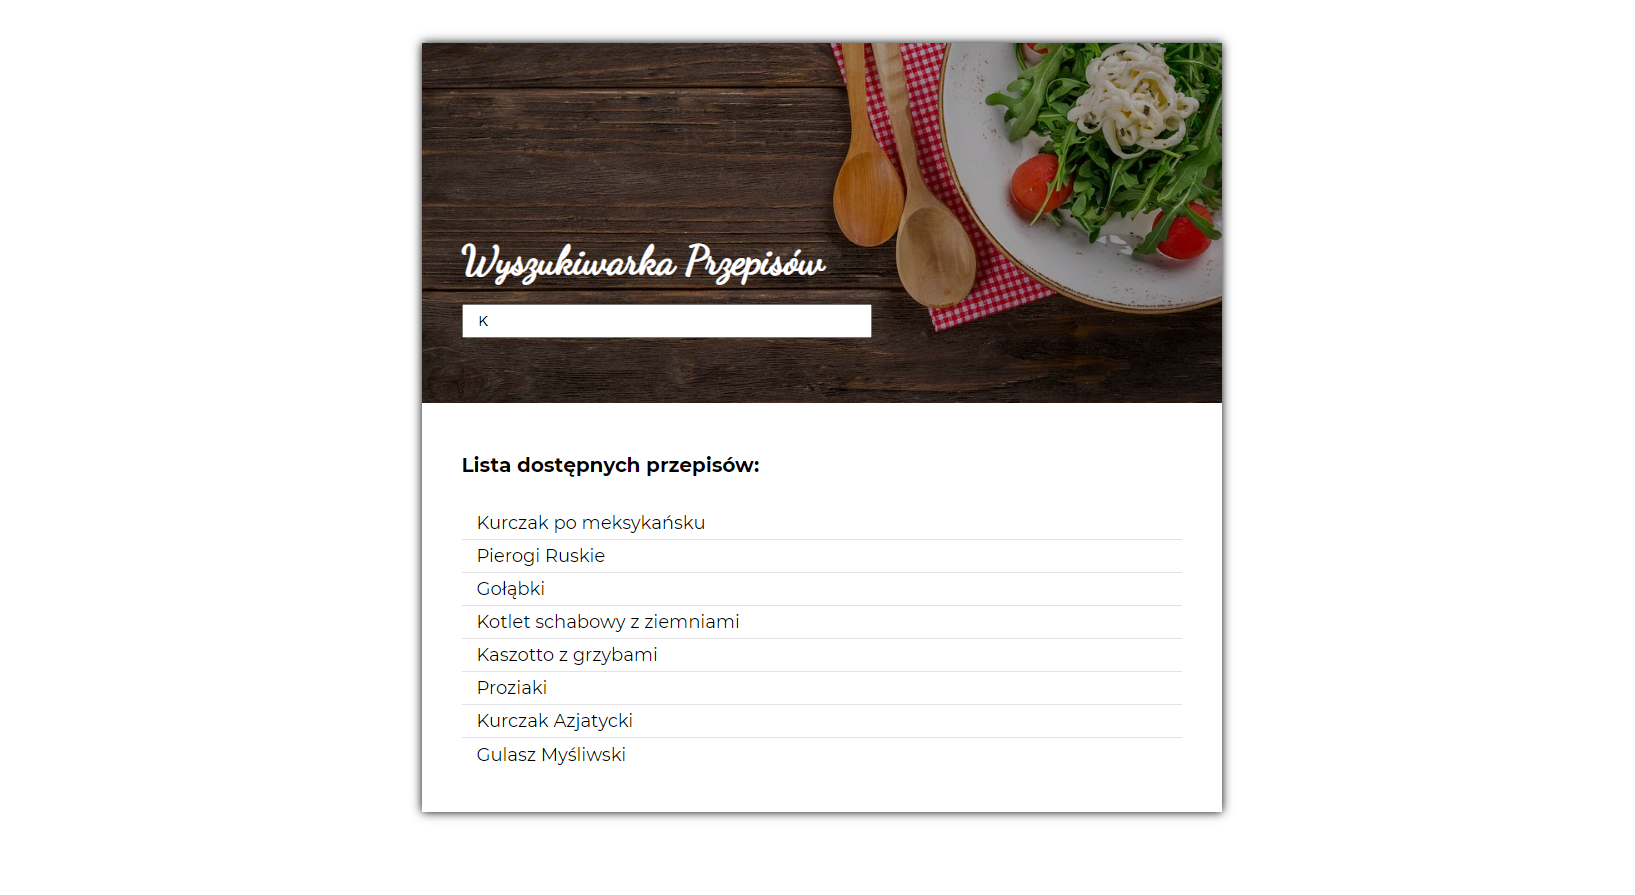 Wyszukiwarka Przepisów
K
Lista dostępnych przepisów:
Kurczak po meksykańsku
Pierogi Ruskie
Gołąbki
Kotlet schabowy z ziemniami
Kaszotto z grzybami
Proziaki
Kurczak Azjatycki
Gulasz Myśliwski